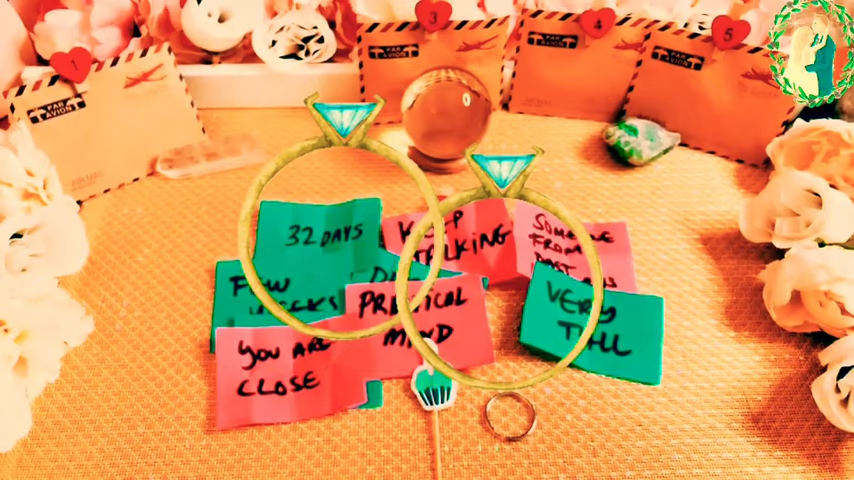 1
PAR AVION
3
PAR AVION
4
PAR AVION
5
PAR AVION
32 DAYS
KEEP
TALKING
SOMEONE
FROM
PAST
FEW
WEEKS
PRACTICAL
MIND
VERY
TALL
YOU ARE
CLOSE